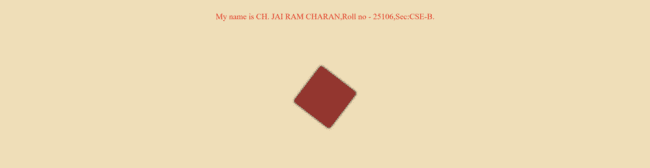 My name is CH. JAI RAM CHARAN,Roll no - 25106,Sec:CSE-B.